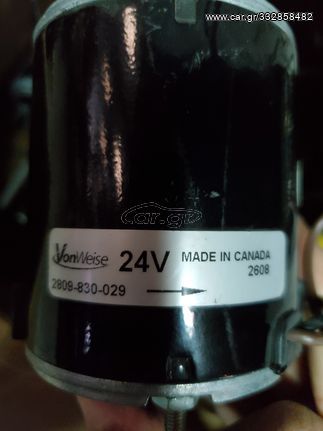 www.car.gr/332858482
car.gr
VonWeise 24V MADE IN CANADA
2608
2809-830-029